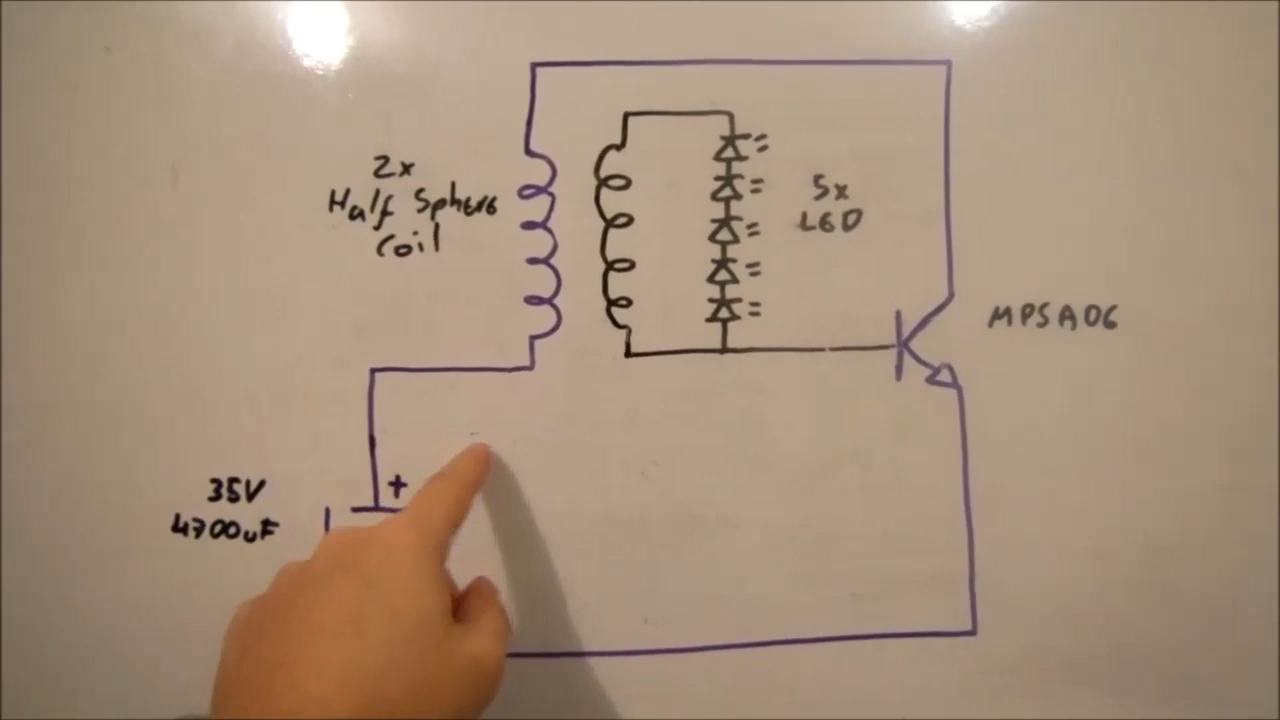 2x
Half Sphere
Coil
5x
LED
MPSA06
+
35V
4700uF